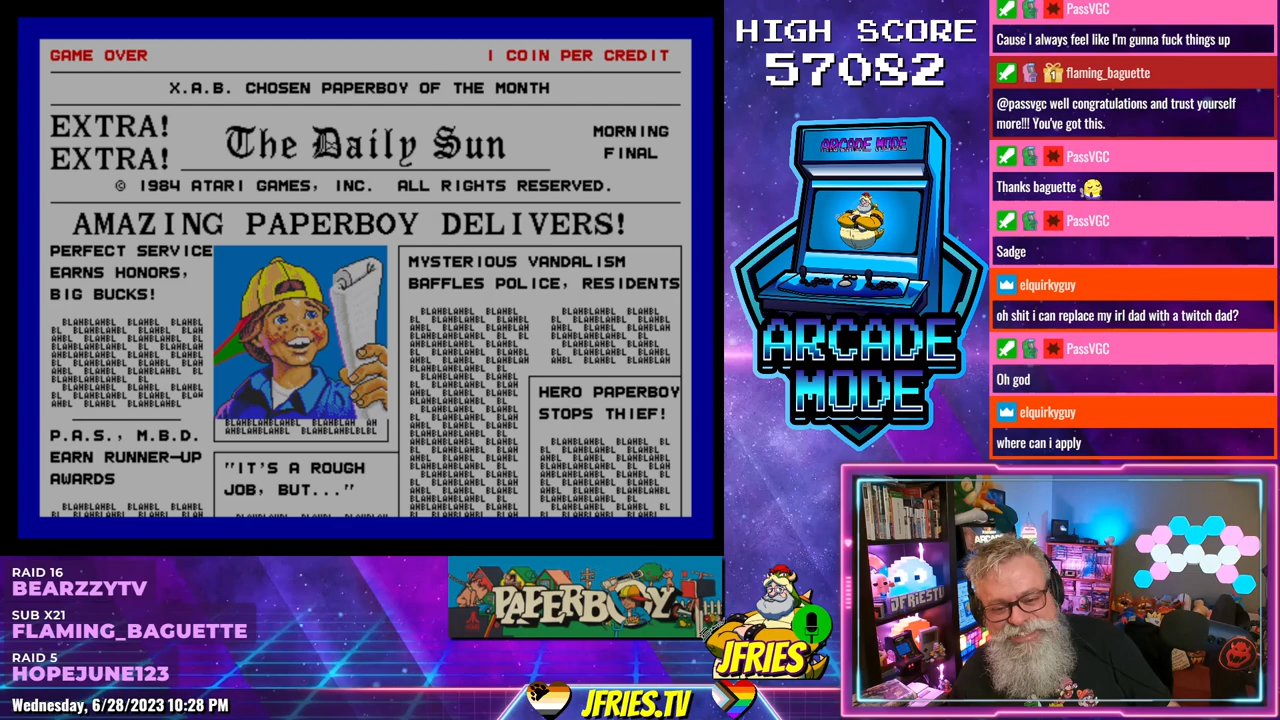 GAME OVER
1 COIN PER CREDIT
X.A.B. CHOSEN PAPERBOY OF THE MONTH
EXTRA!
EXTRA!
The Daily Sun
MORNING
FINAL
© 1984 ATARI GAMES, INC. ALL RIGHTS RESERVED.
AMAZING PAPERBOY DELIVERS!
PERFECT SERVICE
EARNS HONORS,
BIG BUCKS!
MYSTERIOUS VANDALISM
BAFFLES POLICE, RESIDENTS
HERO PAPERBOY
STOPS THIEF!
P.A.S., M.B.D.
EARN RUNNER-UP
AWARDS
"IT'S A ROUGH
JOB, BUT..."
HIGH SCORE
57082
ARCADE MODE
ARCADE
MODE
PassVGC
Cause I always feel like I'm gunna fuck things up
flaming_baguette
@passvgc well congratulations and trust yourself
more!!! You've got this.
PassVGC
Thanks baguette
PassVGC
Sadge
elquirkyguy
oh shit i can replace my irl dad with a twitch dad?
PassVGC
Oh god
elquirkyguy
where can i apply
RAID 16
BEARZZYTV
SUB X21
FLAMING_BAGUETTE
RAID 5
HOPEJUNE123
Wednesday, 6/28/2023 10:28 PM
PAPERBOY
JFRIES
JFRIES.TV
JFRIESTV